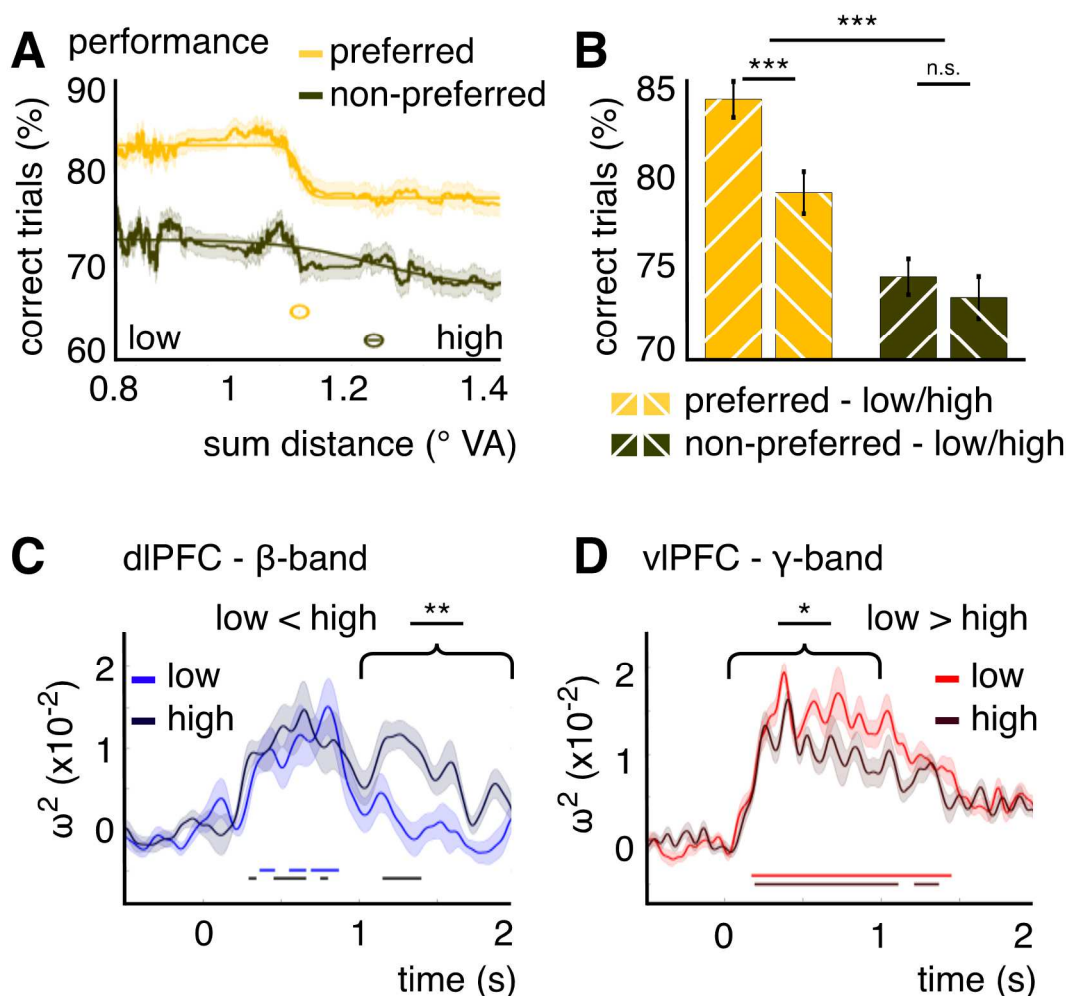 A performance
preferred
non-preferred
correct trials (%)
90
80
70
60
low
high
0.8 1 1.2 1.4
sum distance (° VA)
B
***
***
n.s.
correct trials (%)
85
80
75
70
preferred - low/high
non-preferred - low/high
C dlPFC - β-band
low < high
**
low
high
ω² (x10⁻²)
2
1
0
0 1 2
time (s)
D vlPFC - γ-band
*
low > high
low
high
ω² (x10⁻²)
2
1
0
0 1 2
time (s)